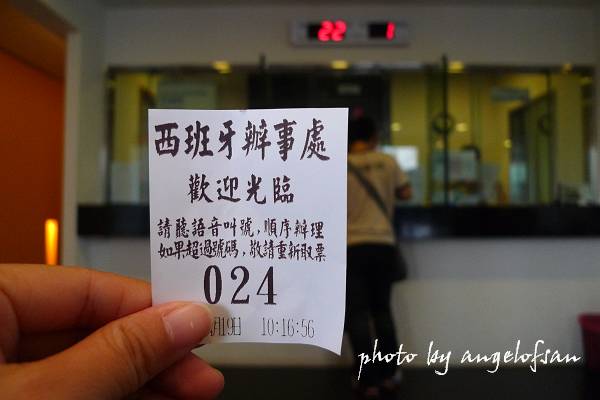 22 1
西班牙辦事處
歡迎光臨
請聽語音叫號，順序辦理
如果超過號碼，敬請重新取票
024
月19日 10:16:56
photo by angelofsan